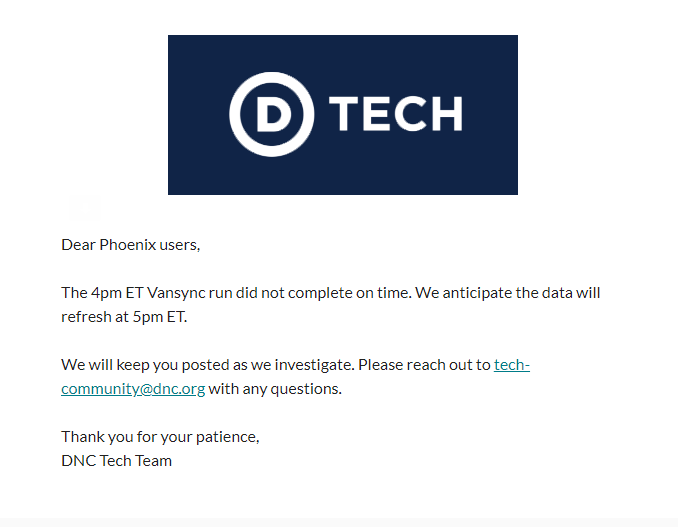 D TECH
Dear Phoenix users,
The 4pm ET Vansync run did not complete on time. We anticipate the data will
refresh at 5pm ET.
We will keep you posted as we investigate. Please reach out to tech-
community@dnc.org with any questions.
Thank you for your patience,
DNC Tech Team